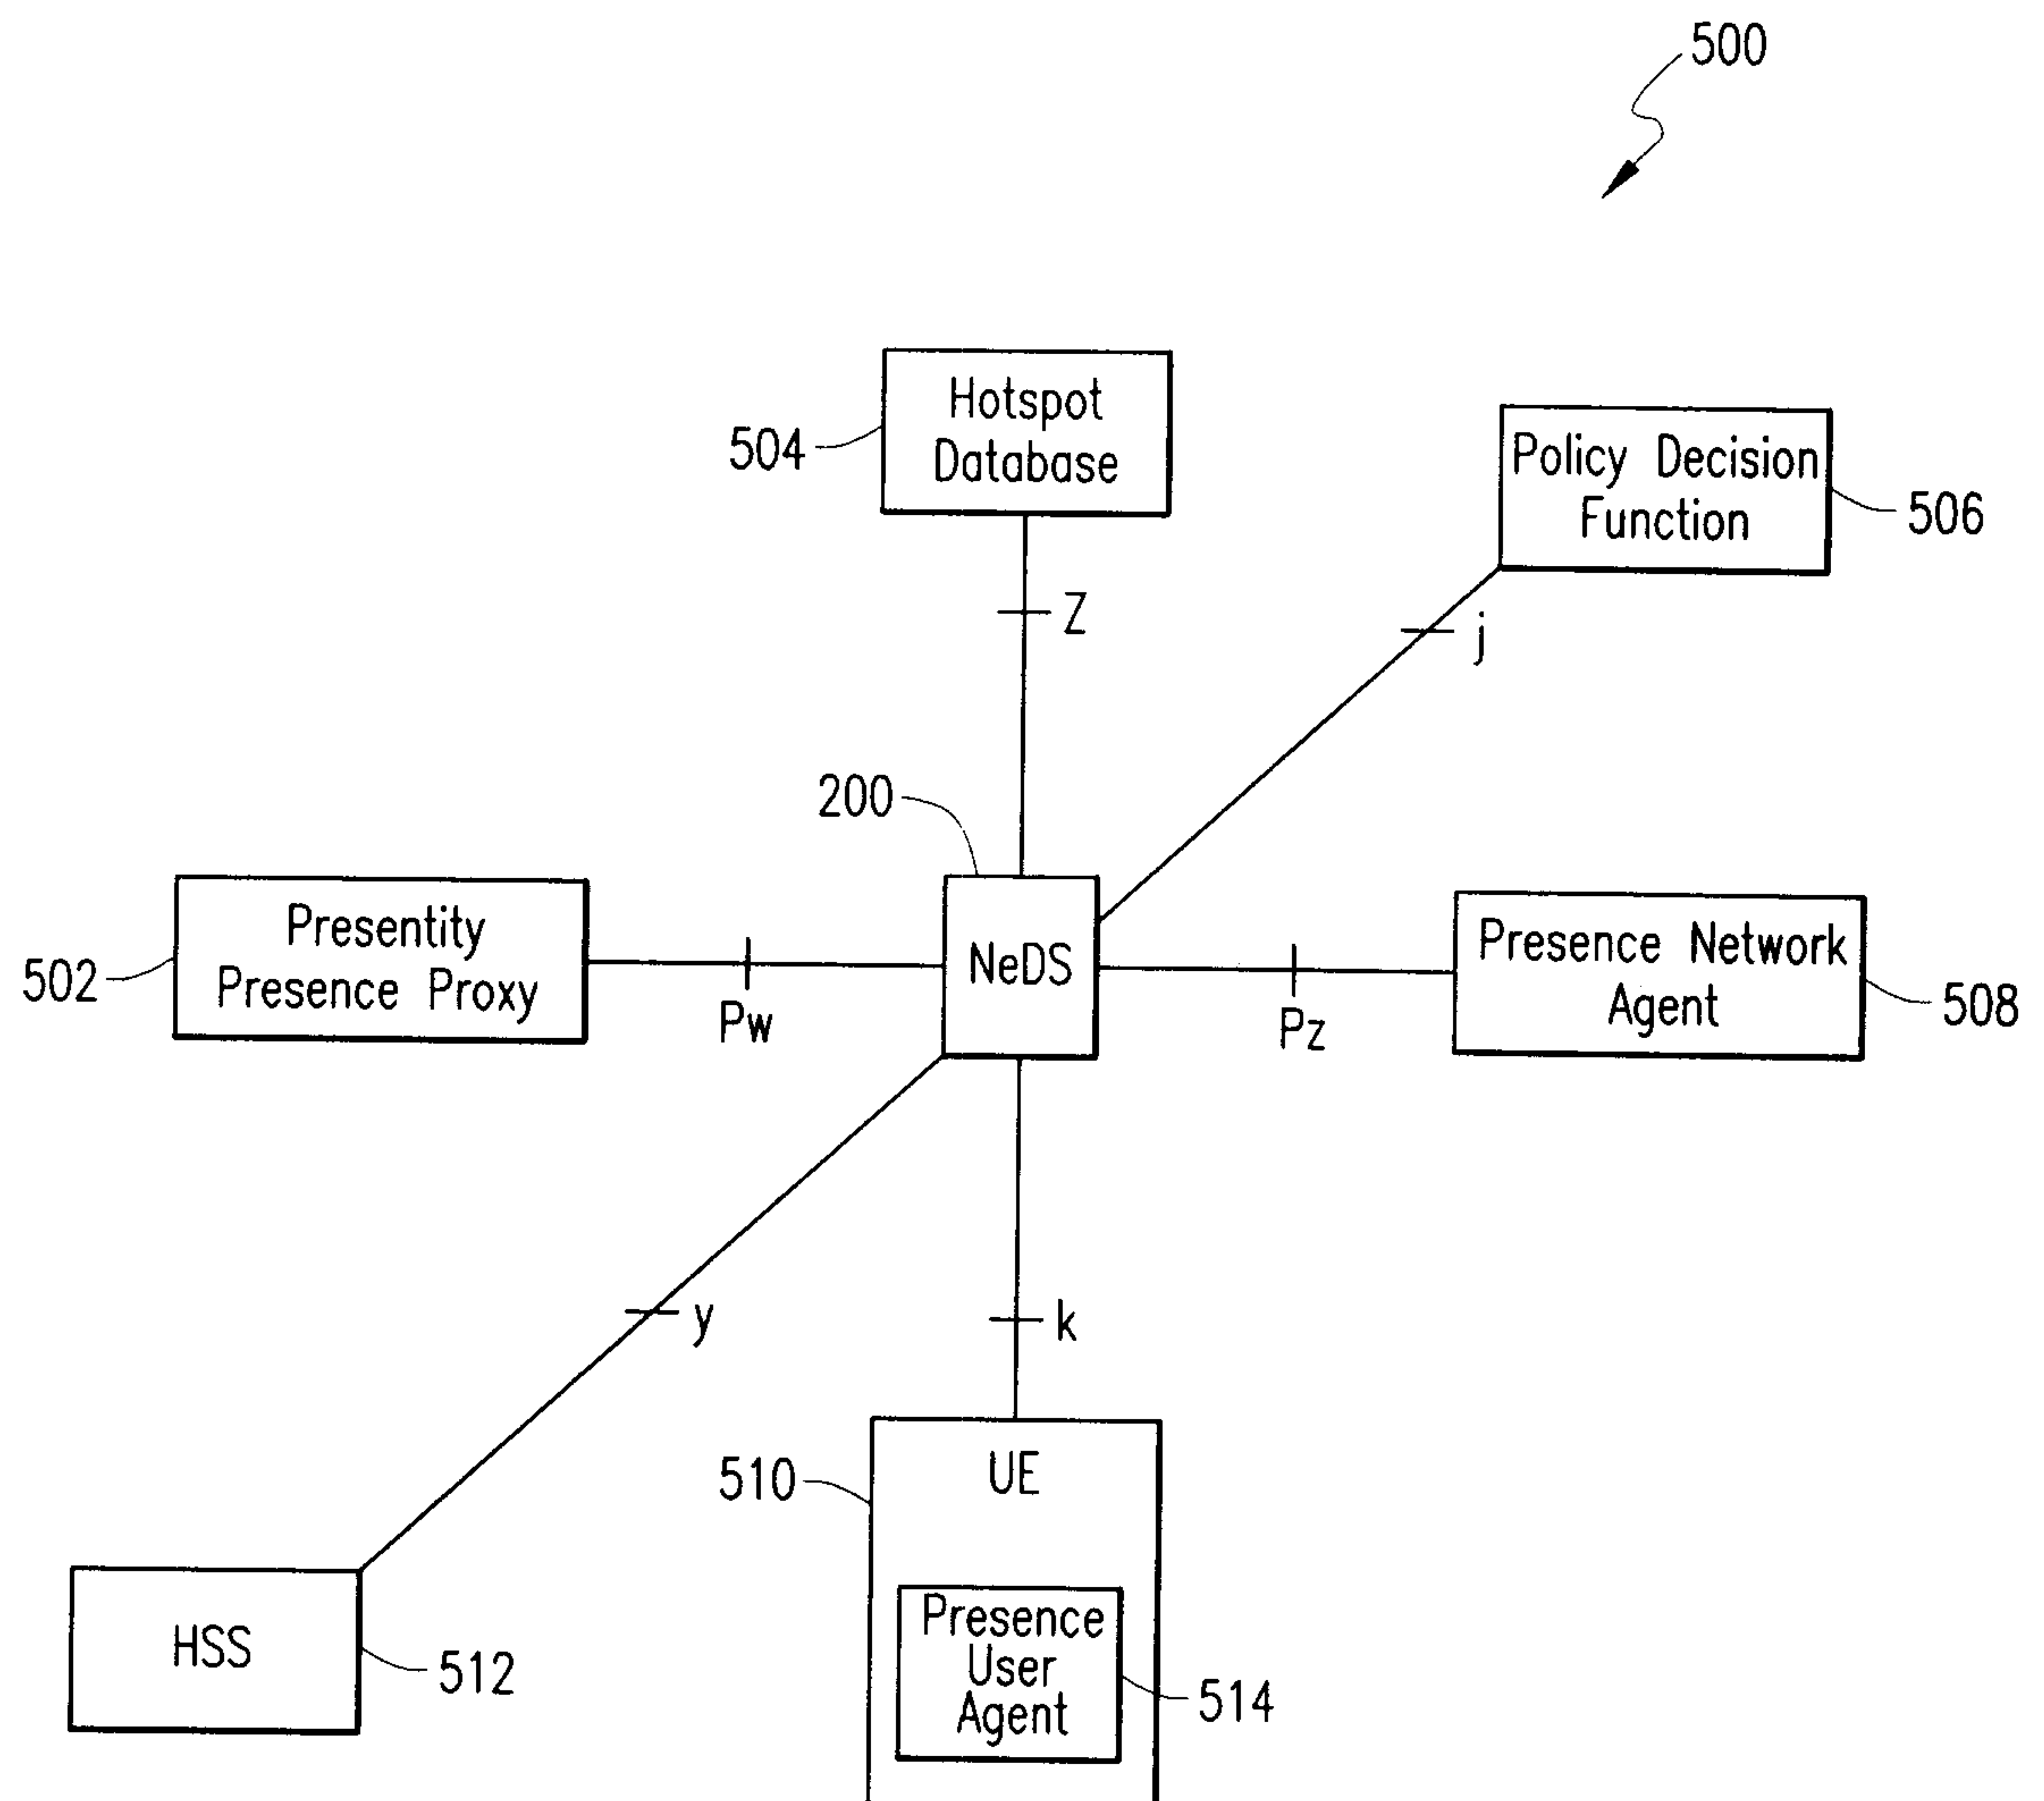 500
Hotspot
Database
504
Policy Decision
Function
506
Z
j
200
NeDS
Presentity
Presence Proxy
502
Pw
Presence Network
Agent
508
Pz
y
k
510
UE
HSS
512
Presence
User
Agent
514